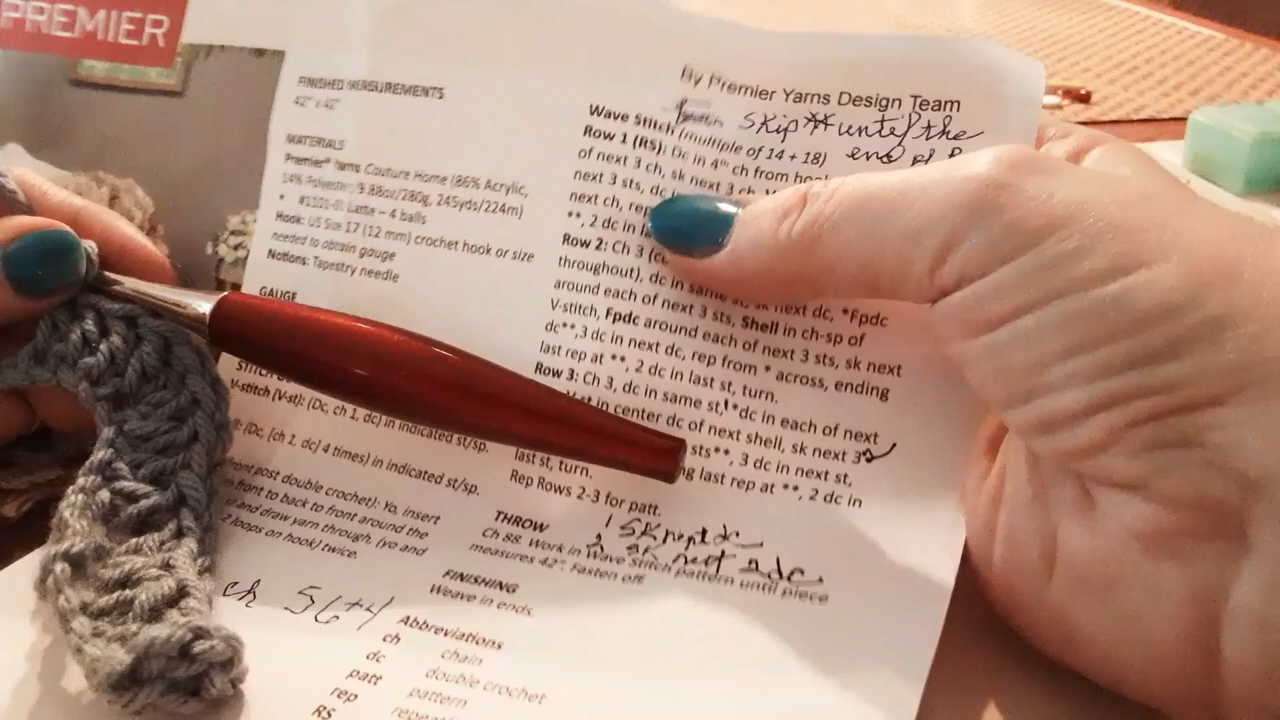 PREMIER
FINISHED MEASUREMENTS
42" x 42"
MATERIALS
Premier® Yarns Couture Home (86% Acrylic,
14% Polyester; 9.88oz/280g, 245yds/224m)
• #1101-01 Latte – 4 balls
Hook: US Size 17 (12 mm) crochet hook or size
needed to obtain gauge
Notions: Tapestry needle
GAUGE
V-stitch (V-st): (Dc, ch 1, dc) in indicated st/sp.
(Dc, [ch 1, dc] 4 times) in indicated st/sp.
front post double crochet): Yo, insert
front to back to front around the
and draw yarn through, (yo and
2 loops on hook) twice.
ch 56+4
By Premier Yarns Design Team
Skip ** until the
end of
Wave Stitch (multiple of 14 + 18)
Row 1 (RS): Dc in 4th ch from
of next 3 ch, sk next 3 ch,
next 3 sts, dc
next ch, rep
**, 2 dc in
Row 2: Ch 3
throughout), dc in same st, sk next dc, *Fpdc
around each of next 3 sts, Shell in ch-sp of
V-stitch, Fpdc around each of next 3 sts, sk next
dc**,3 dc in next dc, rep from * across, ending
last rep at **, 2 dc in last st, turn.
Row 3: Ch 3, dc in same st, *dc in each of next
V-st in center dc of next shell, sk next 3
sts**, 3 dc in next st,
last rep at **, 2 dc in
last st, turn.
Rep Rows 2-3 for patt.
1 SK next dc
2 sk next 2dc
THROW
Ch 88. Work in Wave Stitch pattern until piece
measures 42". Fasten off.
FINISHING
Weave in ends.
Abbreviations
ch chain
dc double crochet
patt pattern
rep
RS